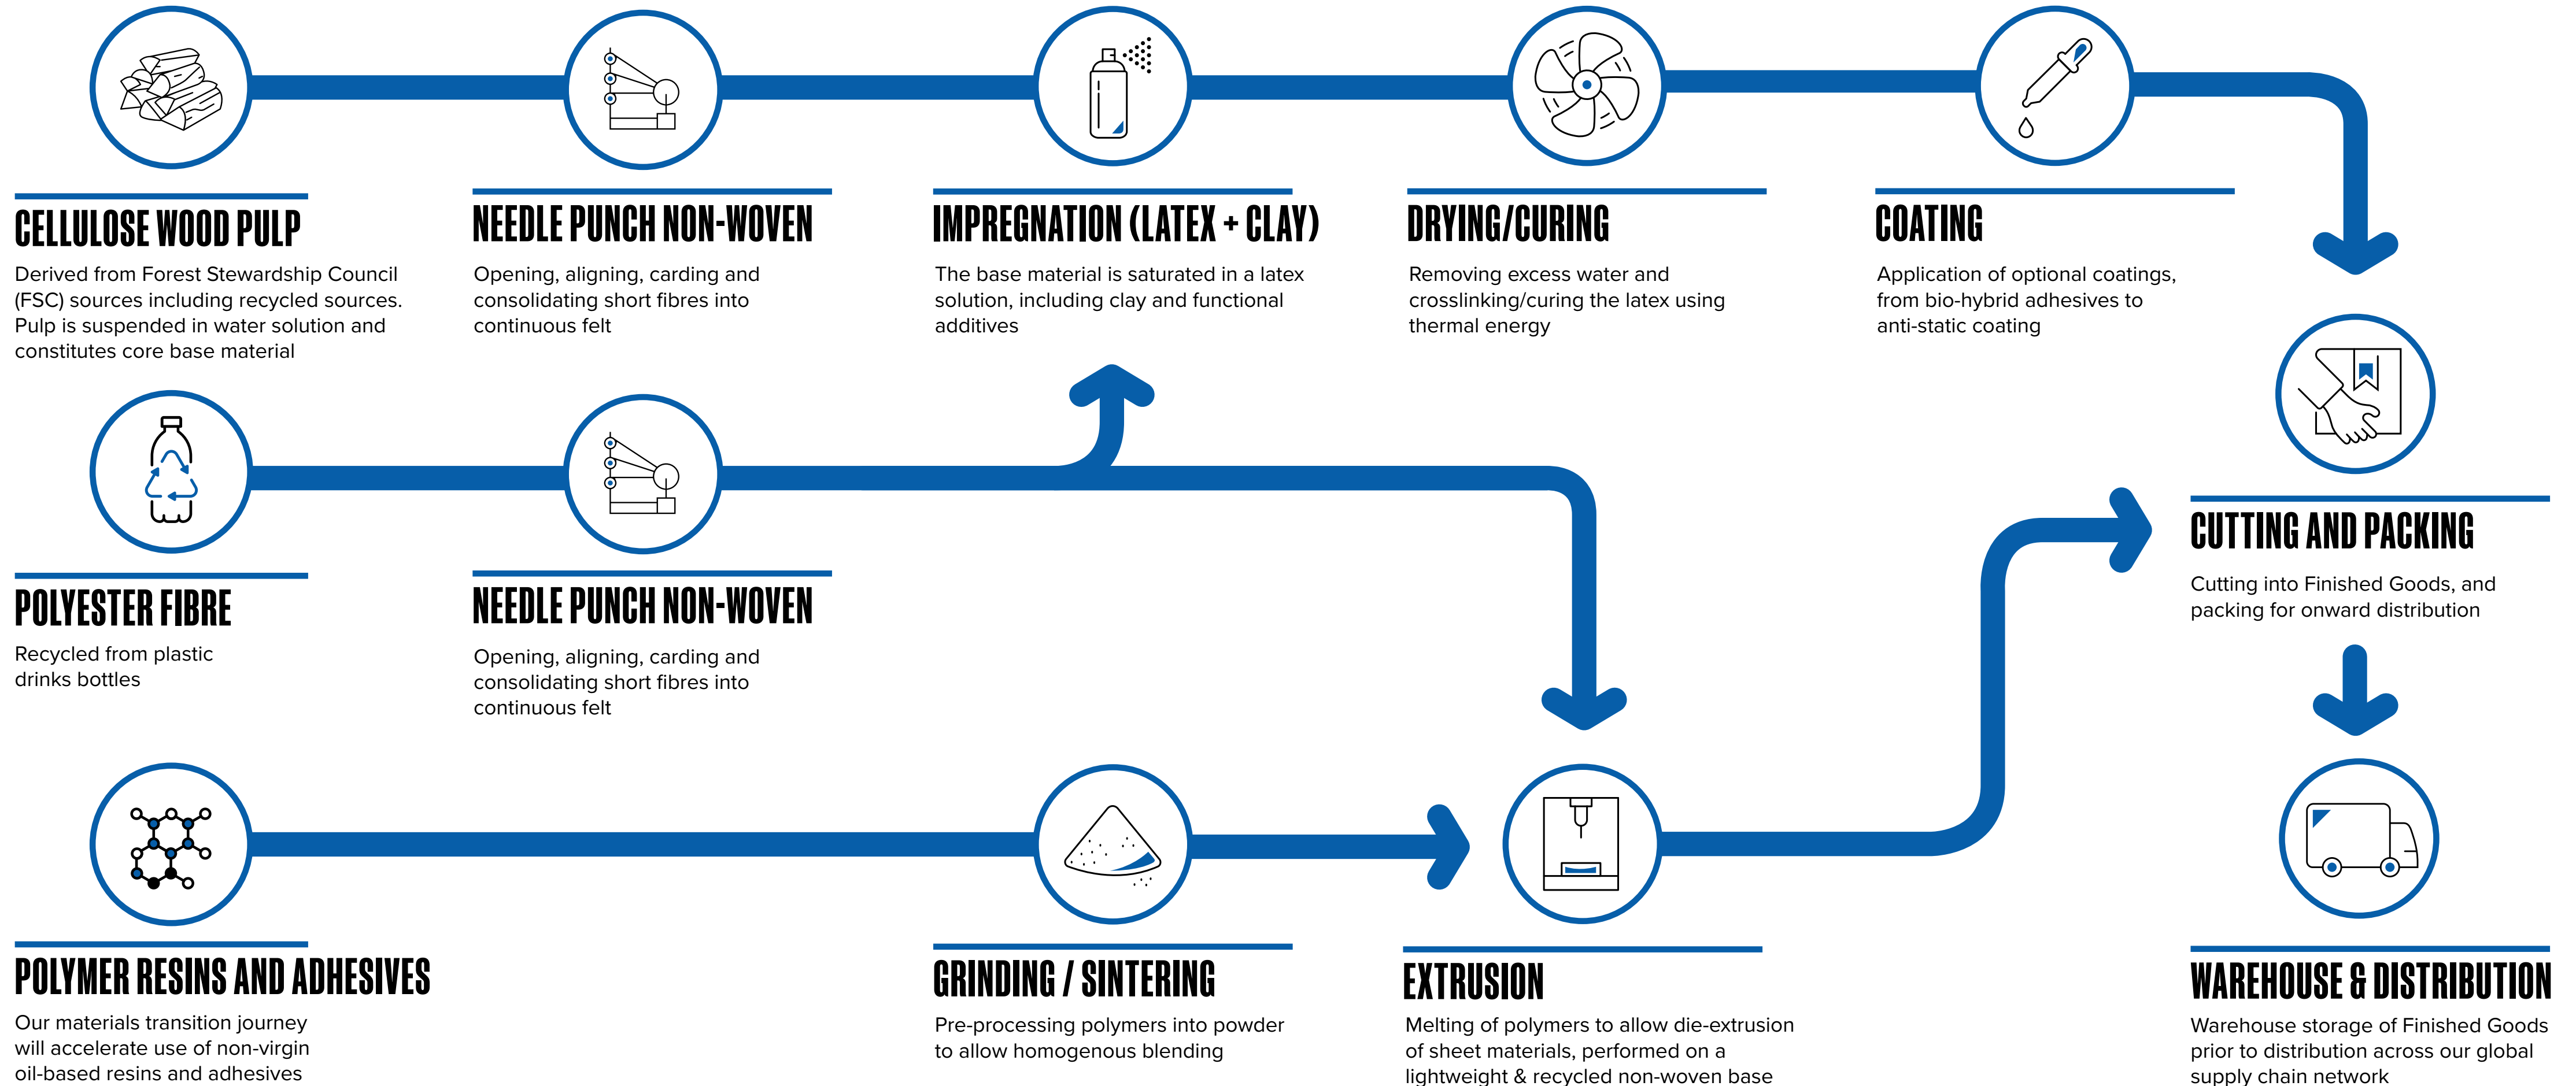 CELLULOSE WOOD PULP
Derived from Forest Stewardship Council
(FSC) sources including recycled sources.
Pulp is suspended in water solution and
constitutes core base material
NEEDLE PUNCH NON-WOVEN
Opening, aligning, carding and
consolidating short fibres into
continuous felt
IMPREGNATION (LATEX + CLAY)
The base material is saturated in a latex
solution, including clay and functional
additives
DRYING/CURING
Removing excess water and
crosslinking/curing the latex using
thermal energy
COATING
Application of optional coatings,
from bio-hybrid adhesives to
anti-static coating
POLYESTER FIBRE
Recycled from plastic
drinks bottles
NEEDLE PUNCH NON-WOVEN
Opening, aligning, carding and
consolidating short fibres into
continuous felt
CUTTING AND PACKING
Cutting into Finished Goods, and
packing for onward distribution
POLYMER RESINS AND ADHESIVES
Our materials transition journey
will accelerate use of non-virgin
oil-based resins and adhesives
GRINDING / SINTERING
Pre-processing polymers into powder
to allow homogenous blending
EXTRUSION
Melting of polymers to allow die-extrusion
of sheet materials, performed on a
lightweight & recycled non-woven base
WAREHOUSE & DISTRIBUTION
Warehouse storage of Finished Goods
prior to distribution across our global
supply chain network